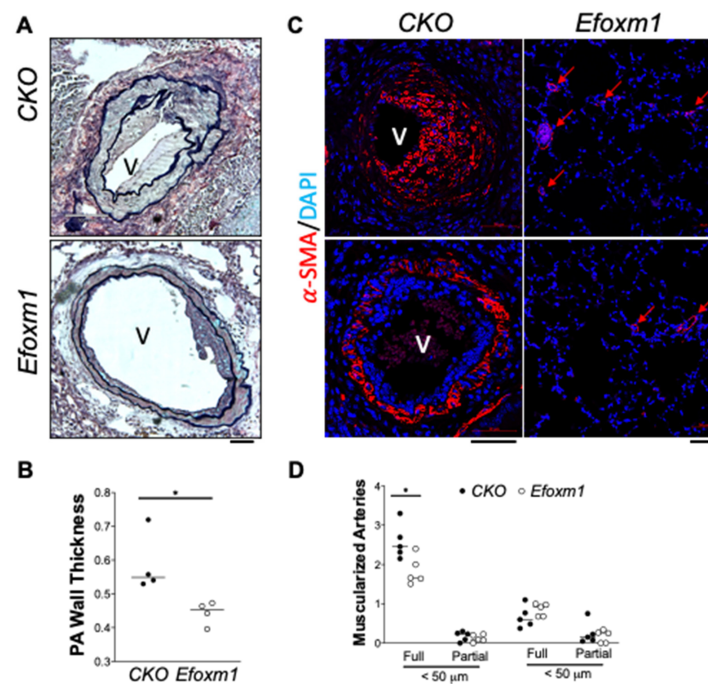 A
CKO
V
Efoxm1
V
C
CKO
Efoxm1
α-SMA/DAPI
V
V
B
PA Wall Thickness
0.8
0.7
0.6
0.5
0.4
0.3
*
CKO Efoxm1
D
Muscularized Arteries
● CKO ○ Efoxm1
4
3
2
1
0
*
Full Partial Full Partial
< 50 μm < 50 μm